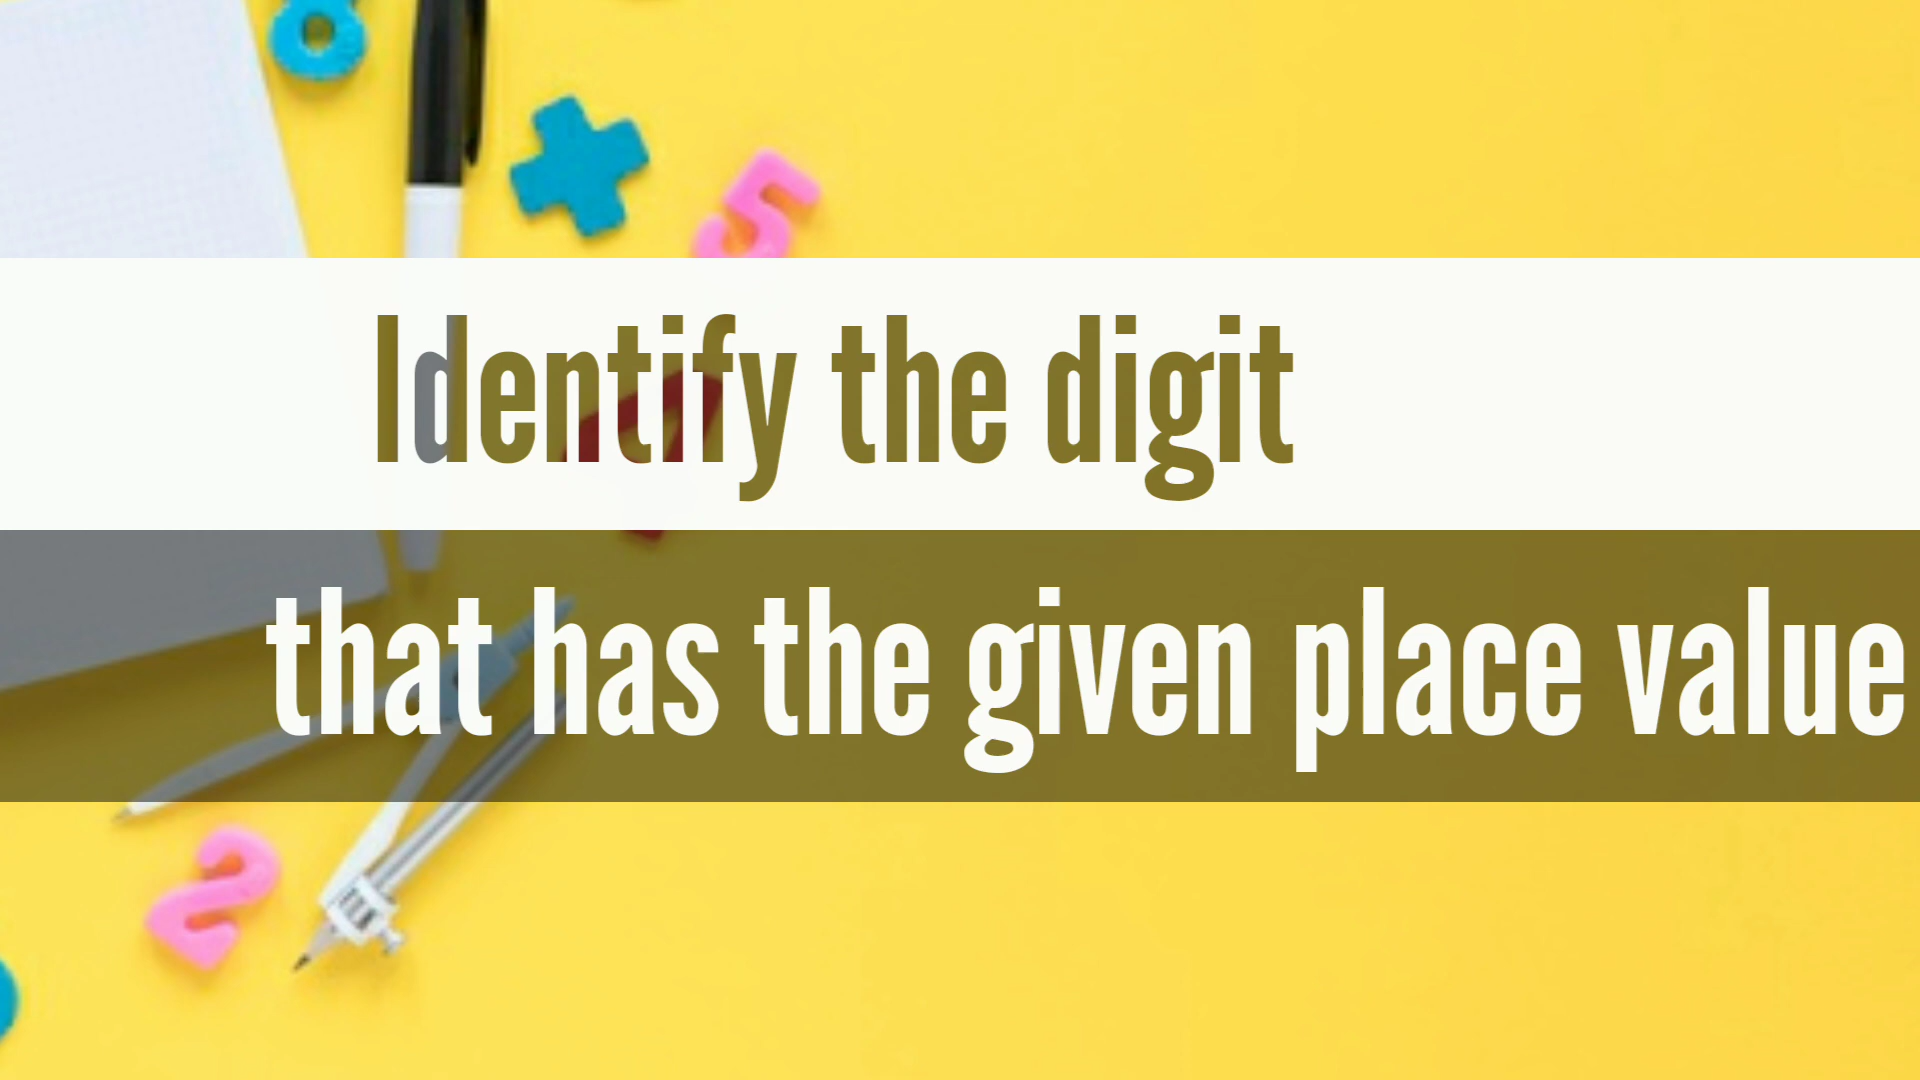 Identify the digit
that has the given place value